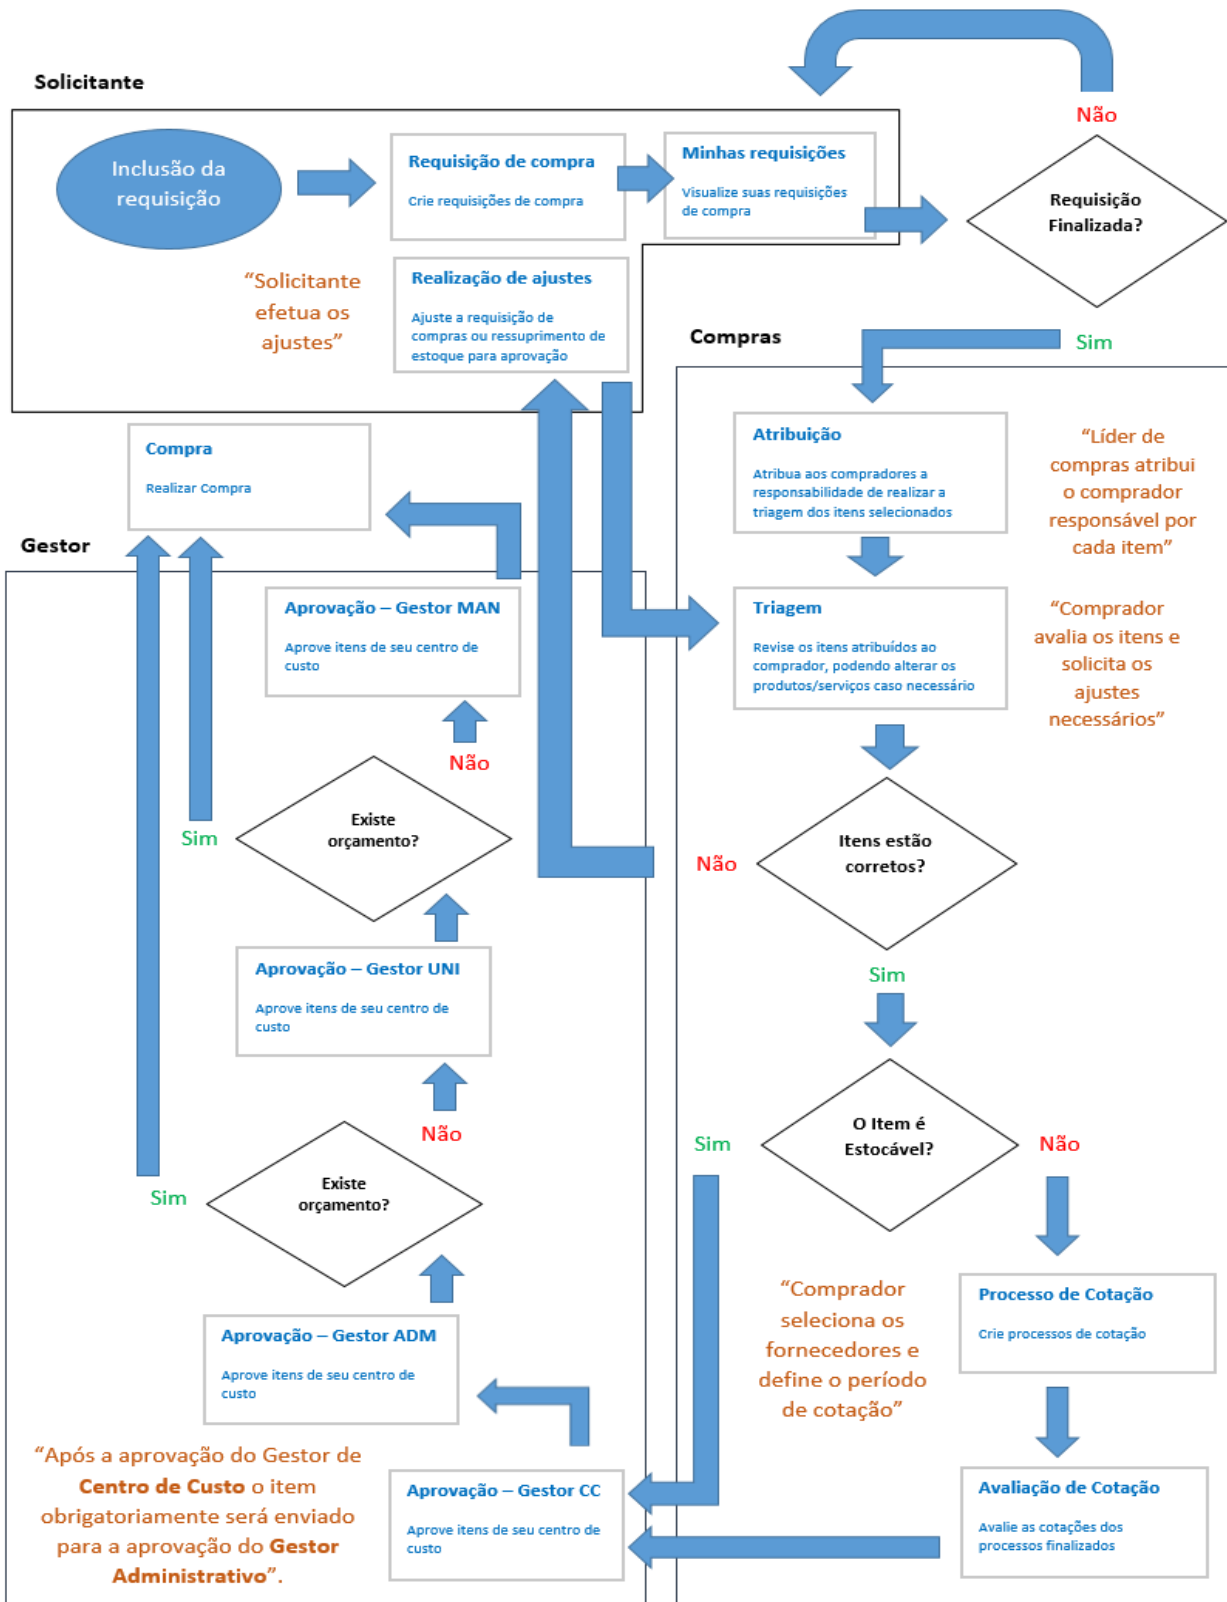 Solicitante
Não
Inclusão da
requisição
Requisição de compra
Crie requisições de compra
Minhas requisições
Visualize suas requisições
de compra
Requisição
Finalizada?
"Solicitante
efetua os
ajustes"
Realização de ajustes
Ajuste a requisição de
compras ou ressuprimento de
estoque para aprovação
Compras
Sim
Atribuição
Atribua aos compradores a
responsabilidade de realizar a
triagem dos itens selecionados
"Líder de
compras atribui
o comprador
responsável por
cada item"
Compra
Realizar Compra
Gestor
Aprovação – Gestor MAN
Aprove itens de seu centro de
custo
Triagem
Revise os itens atribuídos ao
comprador, podendo alterar os
produtos/serviços caso necessário
"Comprador
avalia os itens e
solicita os
ajustes
necessários"
Não
Existe
orçamento?
Sim
Itens estão
corretos?
Não
Sim
Aprovação – Gestor UNI
Aprove itens de seu centro de
custo
Não
O Item é
Estocável?
Sim
Não
Existe
orçamento?
Sim
Aprovação – Gestor ADM
Aprove itens de seu centro de
custo
"Comprador
seleciona os
fornecedores e
define o período
de cotação"
Processo de Cotação
Crie processos de cotação
"Após a aprovação do Gestor de
Centro de Custo o item
obrigatoriamente será enviado
para a aprovação do Gestor
Administrativo".
Aprovação – Gestor CC
Aprove itens de seu centro de
custo
Avaliação de Cotação
Avalie as cotações dos
processos finalizados